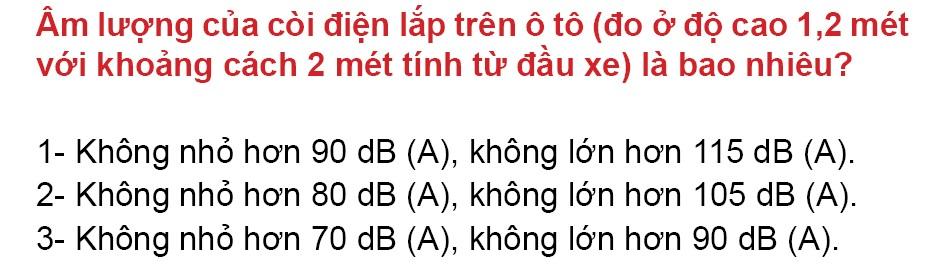 Âm lượng của còi điện lắp trên ô tô (đo ở độ cao 1,2 mét
với khoảng cách 2 mét tính từ đầu xe) là bao nhiêu?
1- Không nhỏ hơn 90 dB (A), không lớn hơn 115 dB (A).
2- Không nhỏ hơn 80 dB (A), không lớn hơn 105 dB (A).
3- Không nhỏ hơn 70 dB (A), không lớn hơn 90 dB (A).